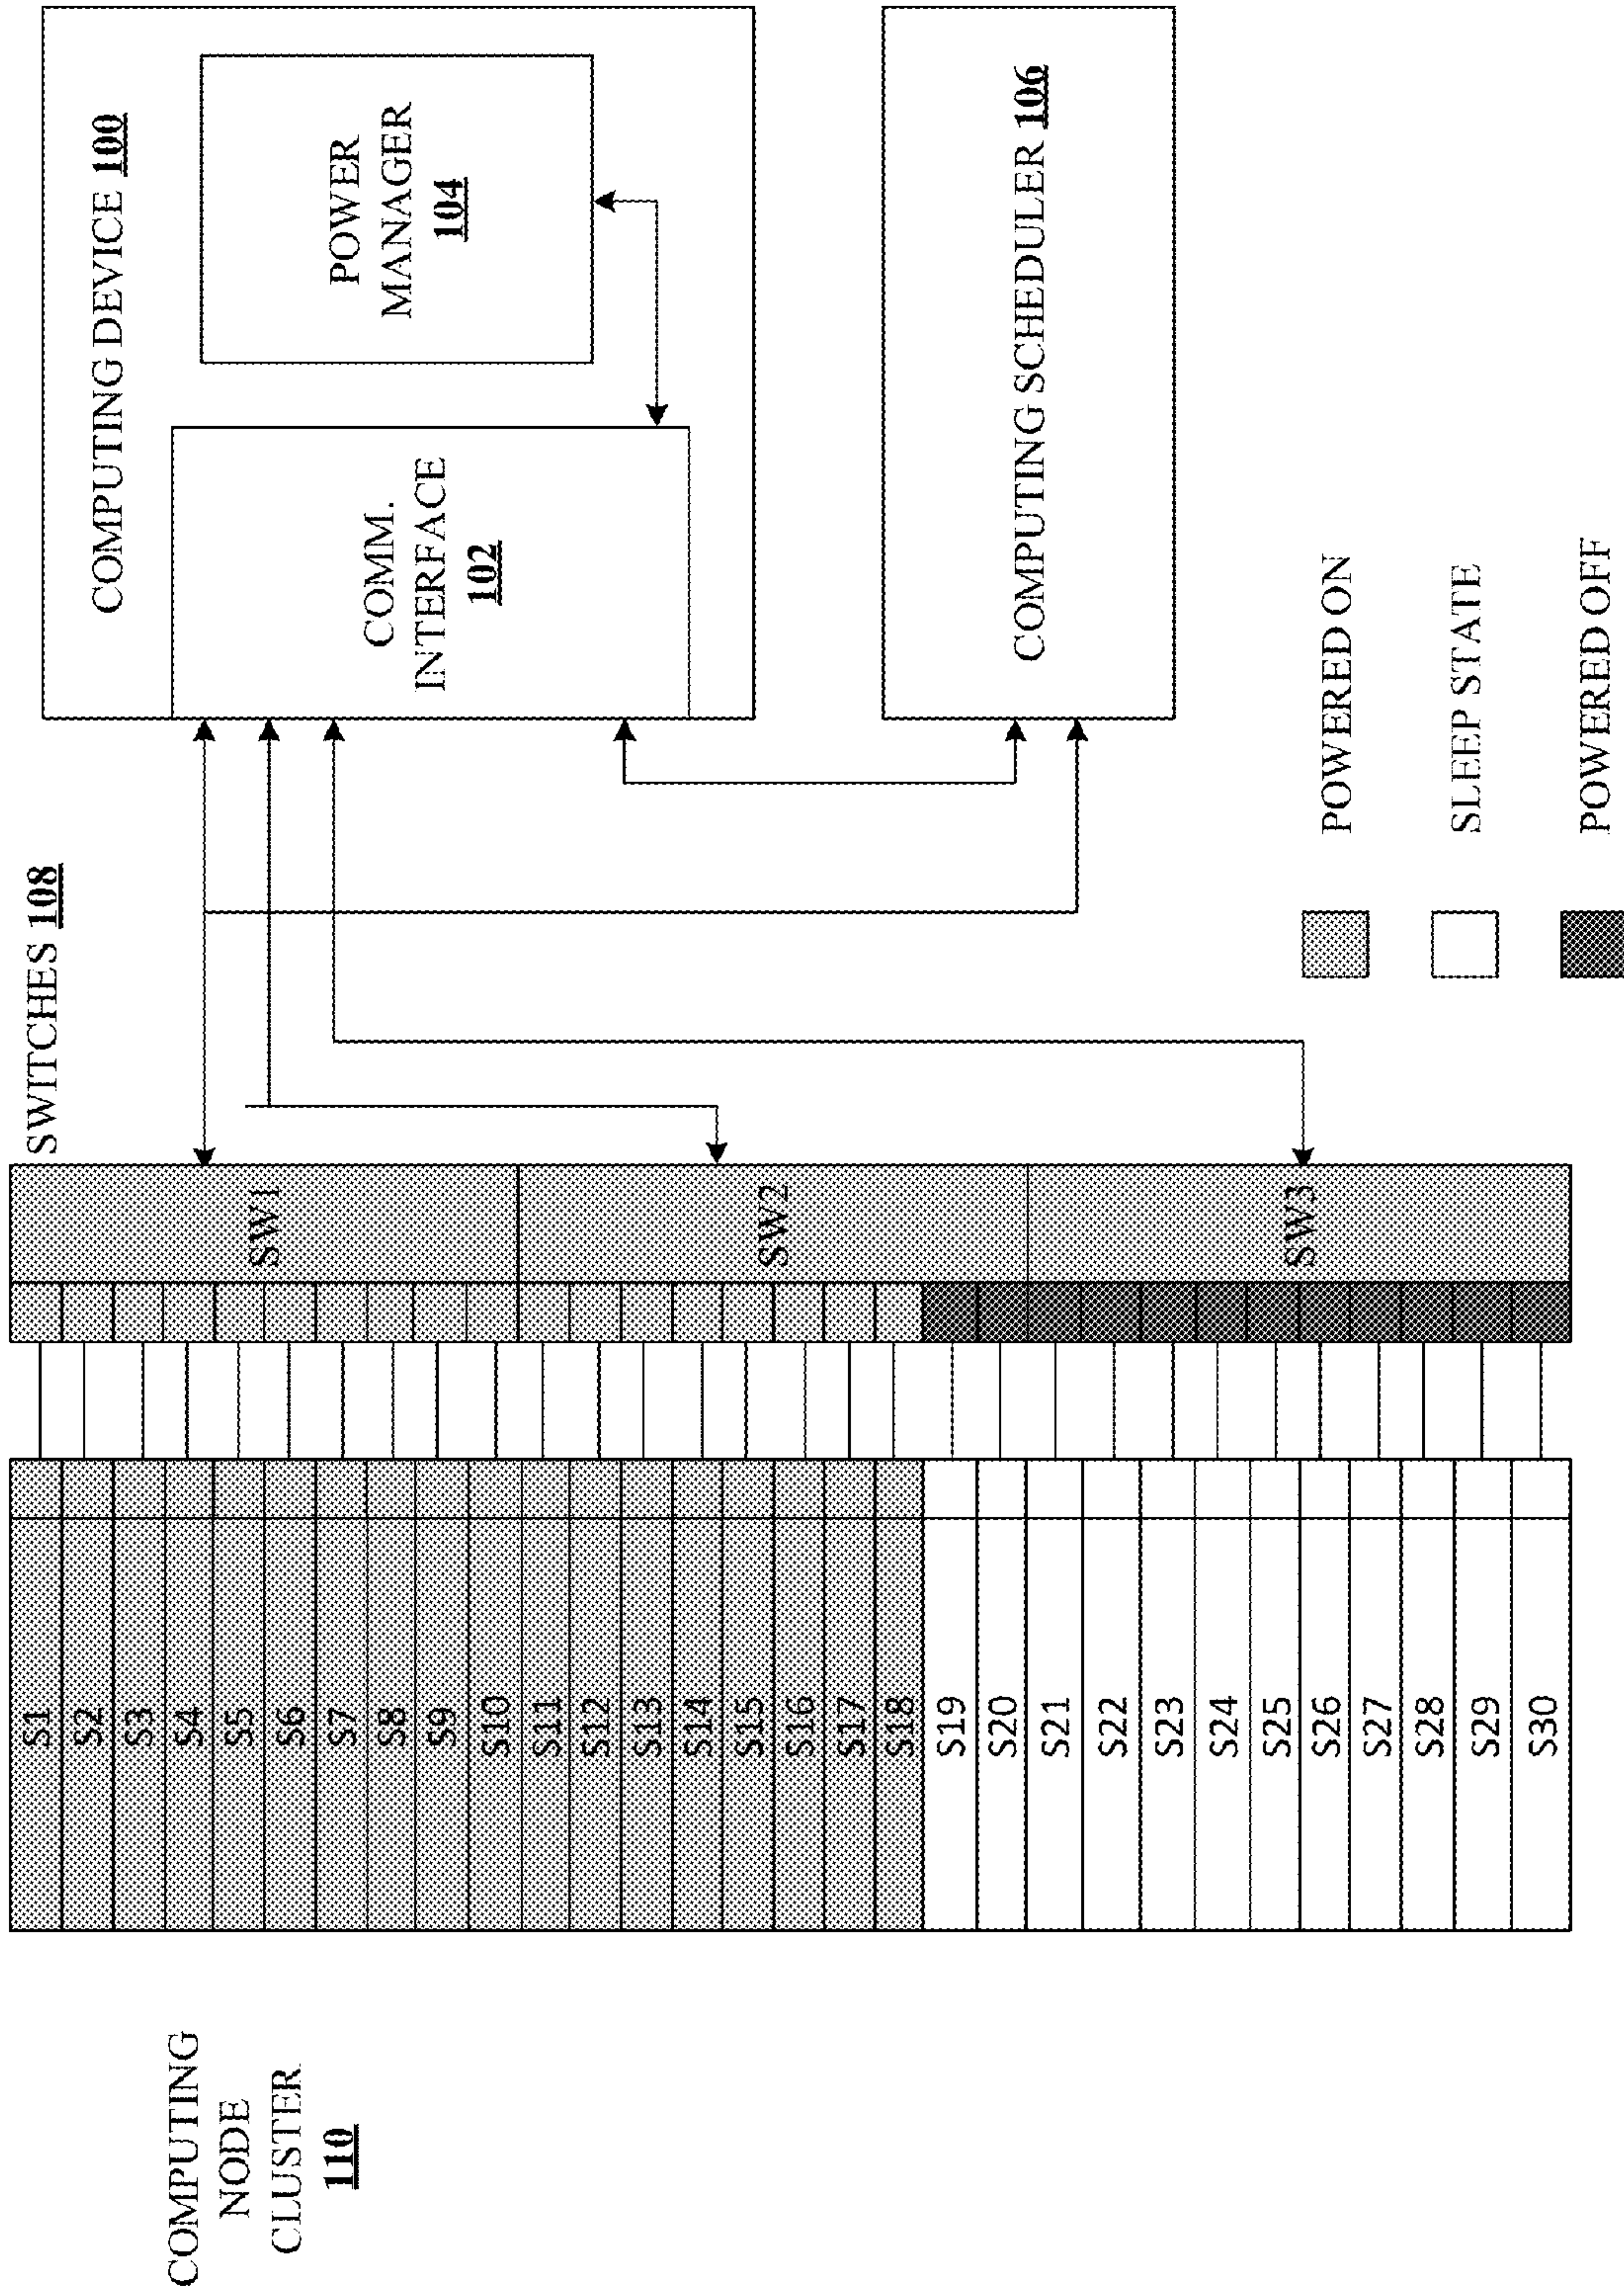 COMPUTING
NODE
CLUSTER
110
S1
S2
S3
S4
S5
S6
S7
S8
S9
S10
S11
S12
S13
S14
S15
S16
S17
S18
S19
S20
S21
S22
S23
S24
S25
S26
S27
S28
S29
S30
SWITCHES 108
SW1
SW2
SW3
COMPUTING DEVICE 100
COMM.
INTERFACE
102
POWER
MANAGER
104
COMPUTING SCHEDULER 106
POWERED ON
SLEEP STATE
POWERED OFF